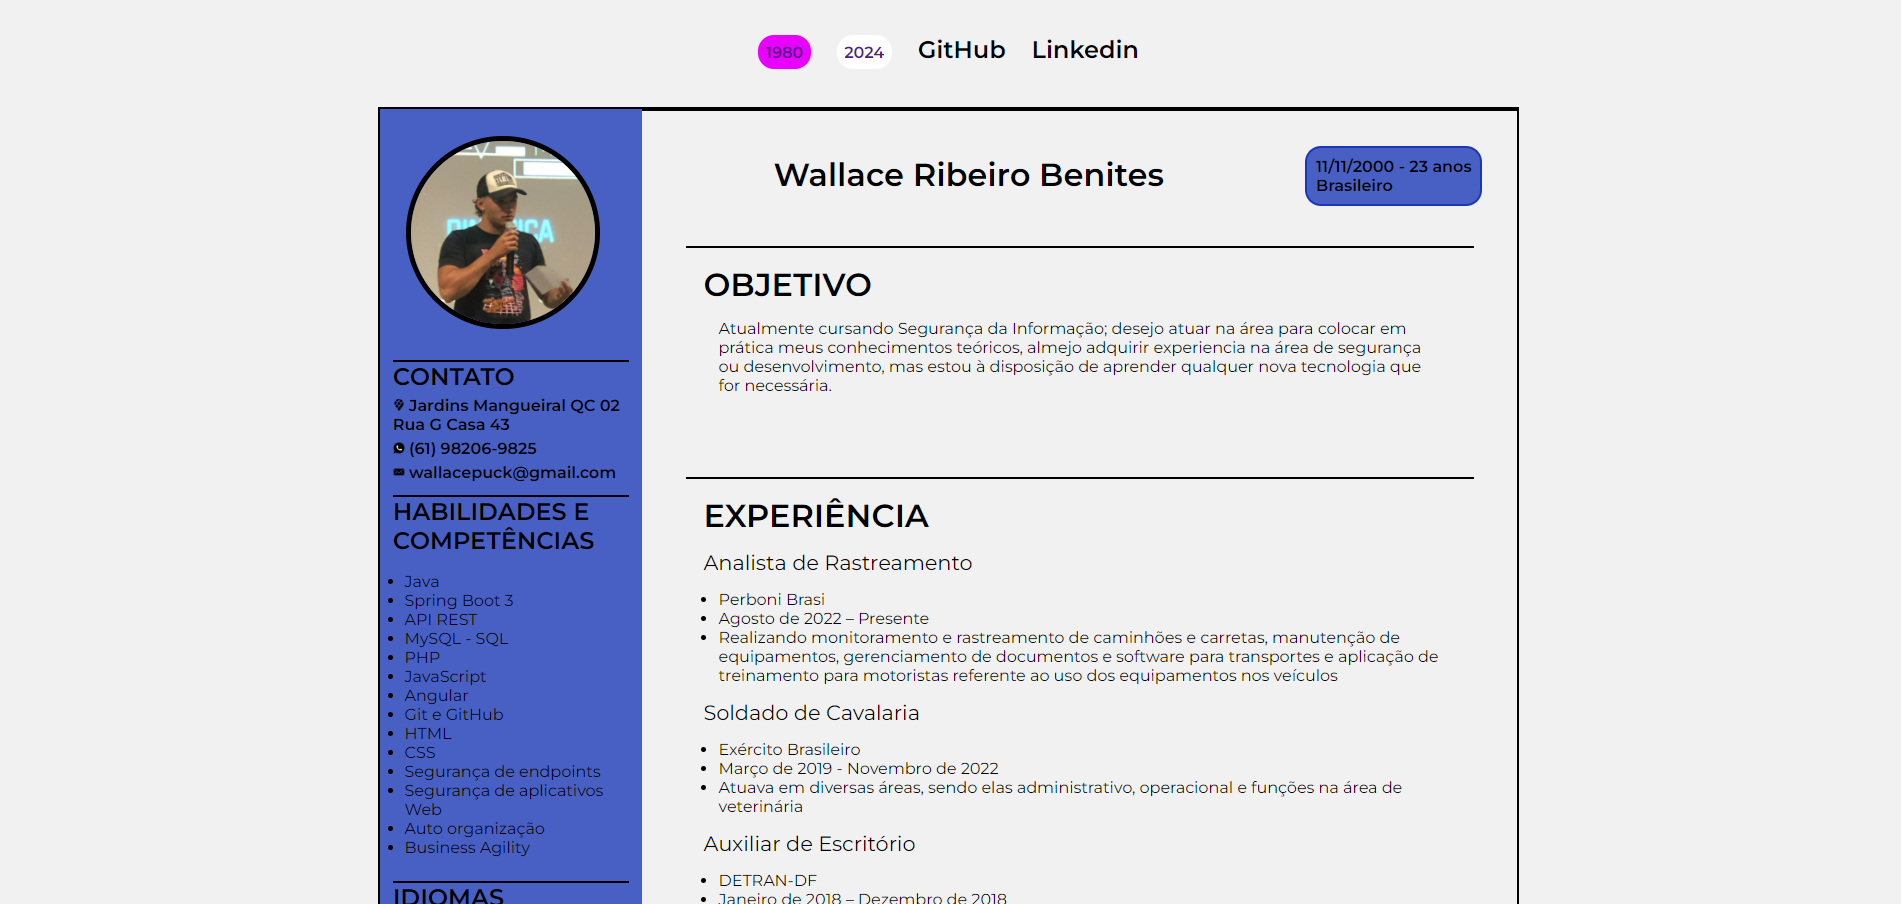 1980 2024 GitHub Linkedin
Wallace Ribeiro Benites
11/11/2000 - 23 anos
Brasileiro
CONTATO
Jardins Mangueiral QC 02
Rua G Casa 43
(61) 98206-9825
wallacepuck@gmail.com
HABILIDADES E
COMPETÊNCIAS
Java
Spring Boot 3
API REST
MySQL - SQL
PHP
JavaScript
Angular
Git e GitHub
HTML
CSS
Segurança de endpoints
Segurança de aplicativos
Web
Auto organização
Business Agility
IDIOMAS
OBJETIVO
Atualmente cursando Segurança da Informação; desejo atuar na área para colocar em
prática meus conhecimentos teóricos, almejo adquirir experiencia na área de segurança
ou desenvolvimento, mas estou à disposição de aprender qualquer nova tecnologia que
for necessária.
EXPERIÊNCIA
Analista de Rastreamento
Perboni Brasi
Agosto de 2022 – Presente
Realizando monitoramento e rastreamento de caminhões e carretas, manutenção de
equipamentos, gerenciamento de documentos e software para transportes e aplicação de
treinamento para motoristas referente ao uso dos equipamentos nos veículos
Soldado de Cavalaria
Exército Brasileiro
Março de 2019 - Novembro de 2022
Atuava em diversas áreas, sendo elas administrativo, operacional e funções na área de
veterinária
Auxiliar de Escritório
DETRAN-DF
Janeiro de 2018 – Dezembro de 2018